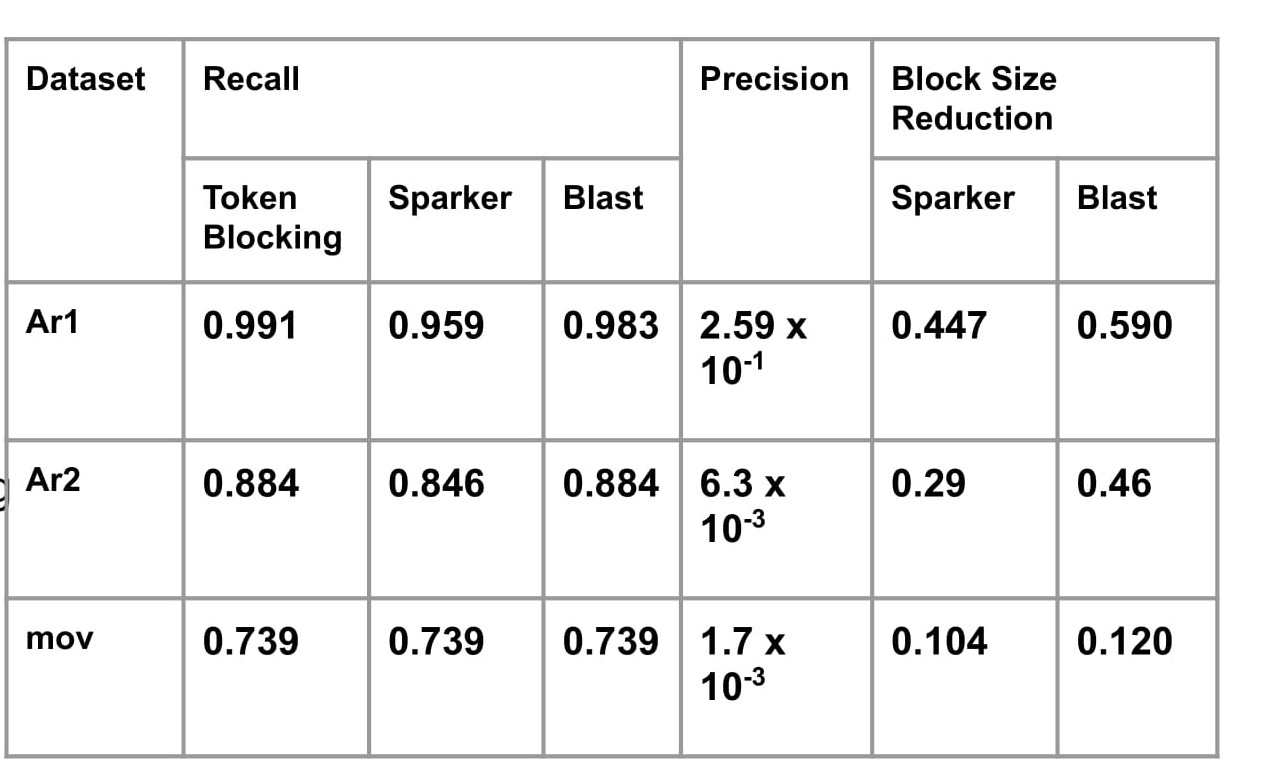 Dataset Recall Precision Block Size
Reduction
Token
Blocking Sparker Blast Sparker Blast
Ar1 0.991 0.959 0.983 2.59 x
10⁻¹ 0.447 0.590
Ar2 0.884 0.846 0.884 6.3 x
10⁻³ 0.29 0.46
mov 0.739 0.739 0.739 1.7 x
10⁻³ 0.104 0.120